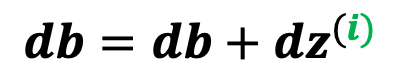 db = db + dz⁽ⁱ⁾